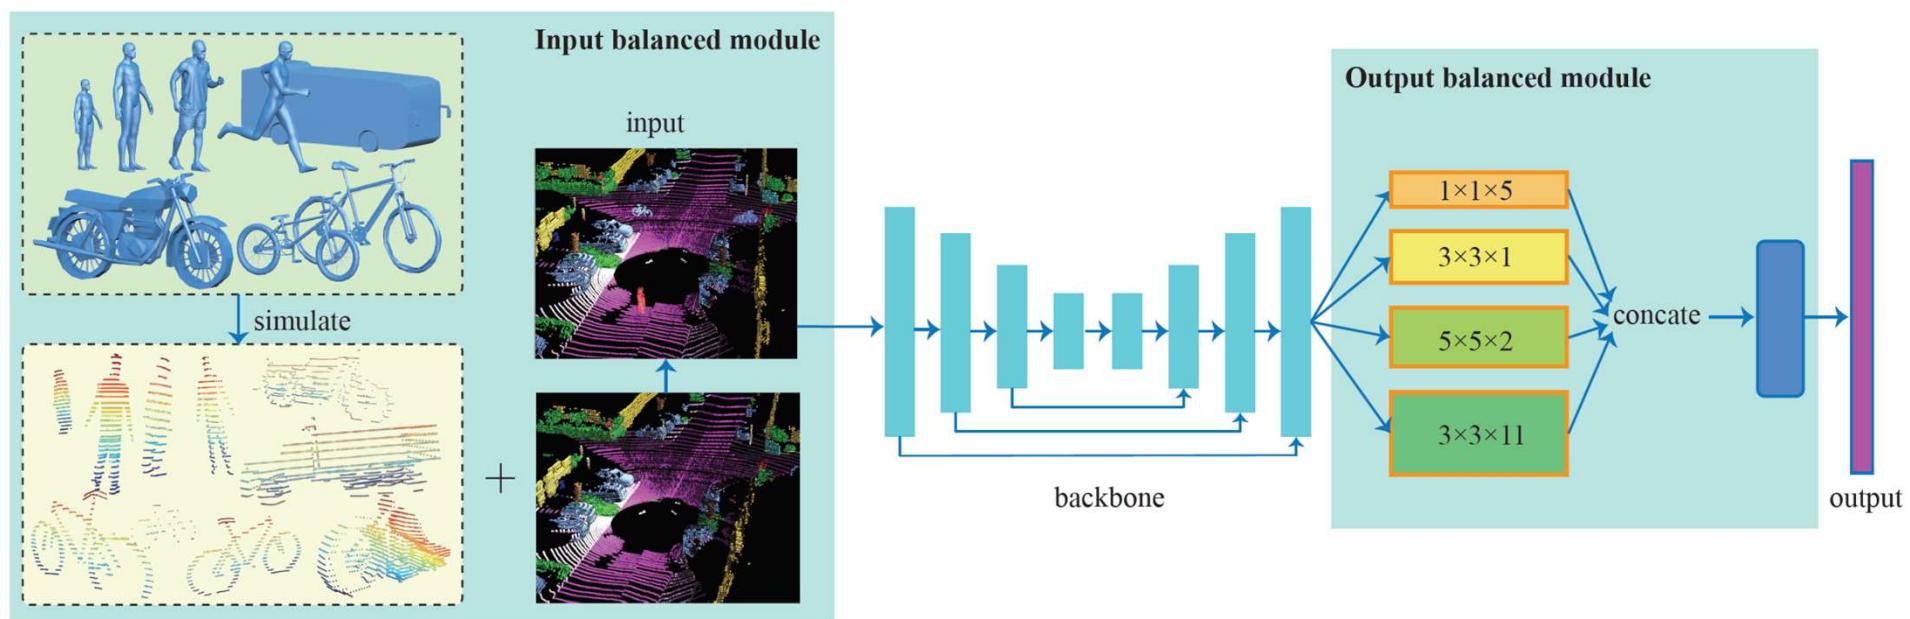 Input balanced module
input
simulate
+
backbone
Output balanced module
1×1×5
3×3×1
5×5×2
3×3×11
concate
output